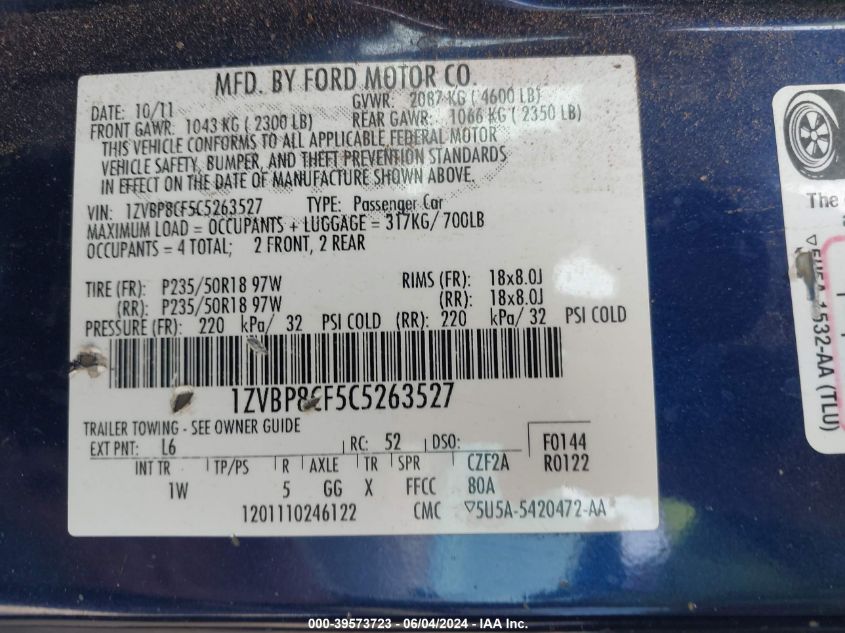 MFD. BY FORD MOTOR CO.
DATE: 10/11 GVWR: 2087 KG ( 4600 LB)
FRONT GAWR: 1043 KG ( 2300 LB) REAR GAWR: 1066 KG ( 2350 LB)
THIS VEHICLE CONFORMS TO ALL APPLICABLE FEDERAL MOTOR
VEHICLE SAFETY, BUMPER, AND THEFT PREVENTION STANDARDS
IN EFFECT ON THE DATE OF MANUFACTURE SHOWN ABOVE.
VIN: 1ZVBP8CF5C5263527 TYPE: Passenger Car
MAXIMUM LOAD = OCCUPANTS + LUGGAGE = 317KG/ 700LB
OCCUPANTS = 4 TOTAL; 2 FRONT, 2 REAR
TIRE (FR): P235/50R18 97W RIMS (FR): 18x8.0J
(RR): P235/50R18 97W (RR): 18x8.0J
PRESSURE (FR): 220 kPa/ 32 PSI COLD (RR): 220 kPa/ 32 PSI COLD
1ZVBP8CF5C5263527
TRAILER TOWING - SEE OWNER GUIDE
EXT PNT: L6 RC: 52 DSO: F0144
INT TR TP/PS R AXLE TR SPR CZF2A R0122
1W 5 GG X FFCC 80A
1201110246122 CMC ▽5U5A-5420472-AA
The
▽5U5A-1532-AA (TLU)
000-39573723 - 06/04/2024 - IAA Inc.